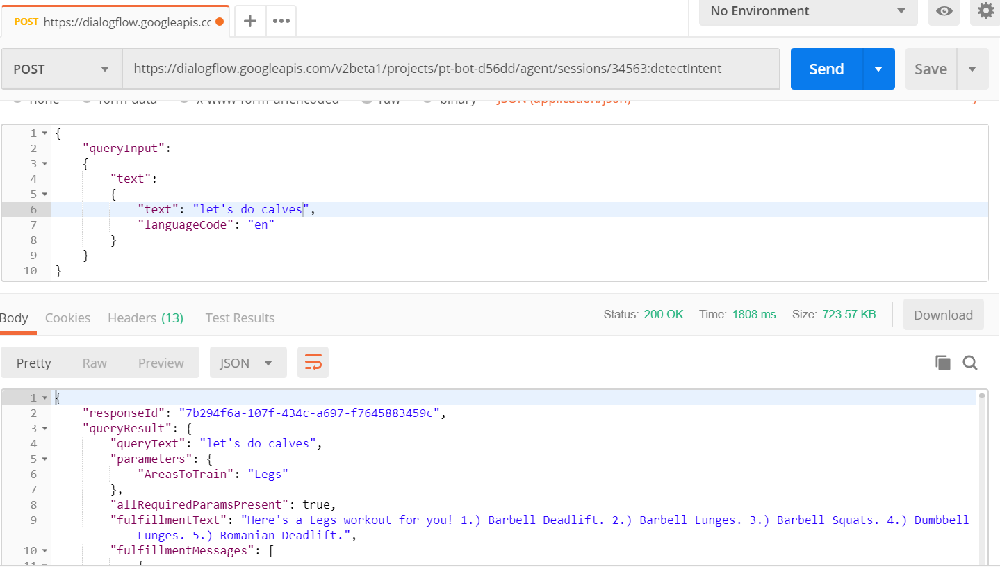 POST https://dialogflow.googleapis.cc
No Environment
POST
https://dialogflow.googleapis.com/v2beta1/projects/pt-bot-d56dd/agent/sessions/34563:detectIntent
Send
Save
none form-data x-www-form-urlencoded raw binary JSON (application/json) Beautify
1 {
2 "queryInput":
3 {
4 "text":
5 {
6 "text": "let's do calves",
7 "languageCode": "en"
8 }
9 }
10 }
Body Cookies Headers (13) Test Results Status: 200 OK Time: 1808 ms Size: 723.57 KB Download
Pretty Raw Preview JSON
1 {
2 "responseId": "7b294f6a-107f-434c-a697-f7645883459c",
3 "queryResult": {
4 "queryText": "let's do calves",
5 "parameters": {
6 "AreasToTrain": "Legs"
7 },
8 "allRequiredParamsPresent": true,
9 "fulfillmentText": "Here's a Legs workout for you! 1.) Barbell Deadlift. 2.) Barbell Lunges. 3.) Barbell Squats. 4.) Dumbbell
Lunges. 5.) Romanian Deadlift.",
10 "fulfillmentMessages": [
11 {